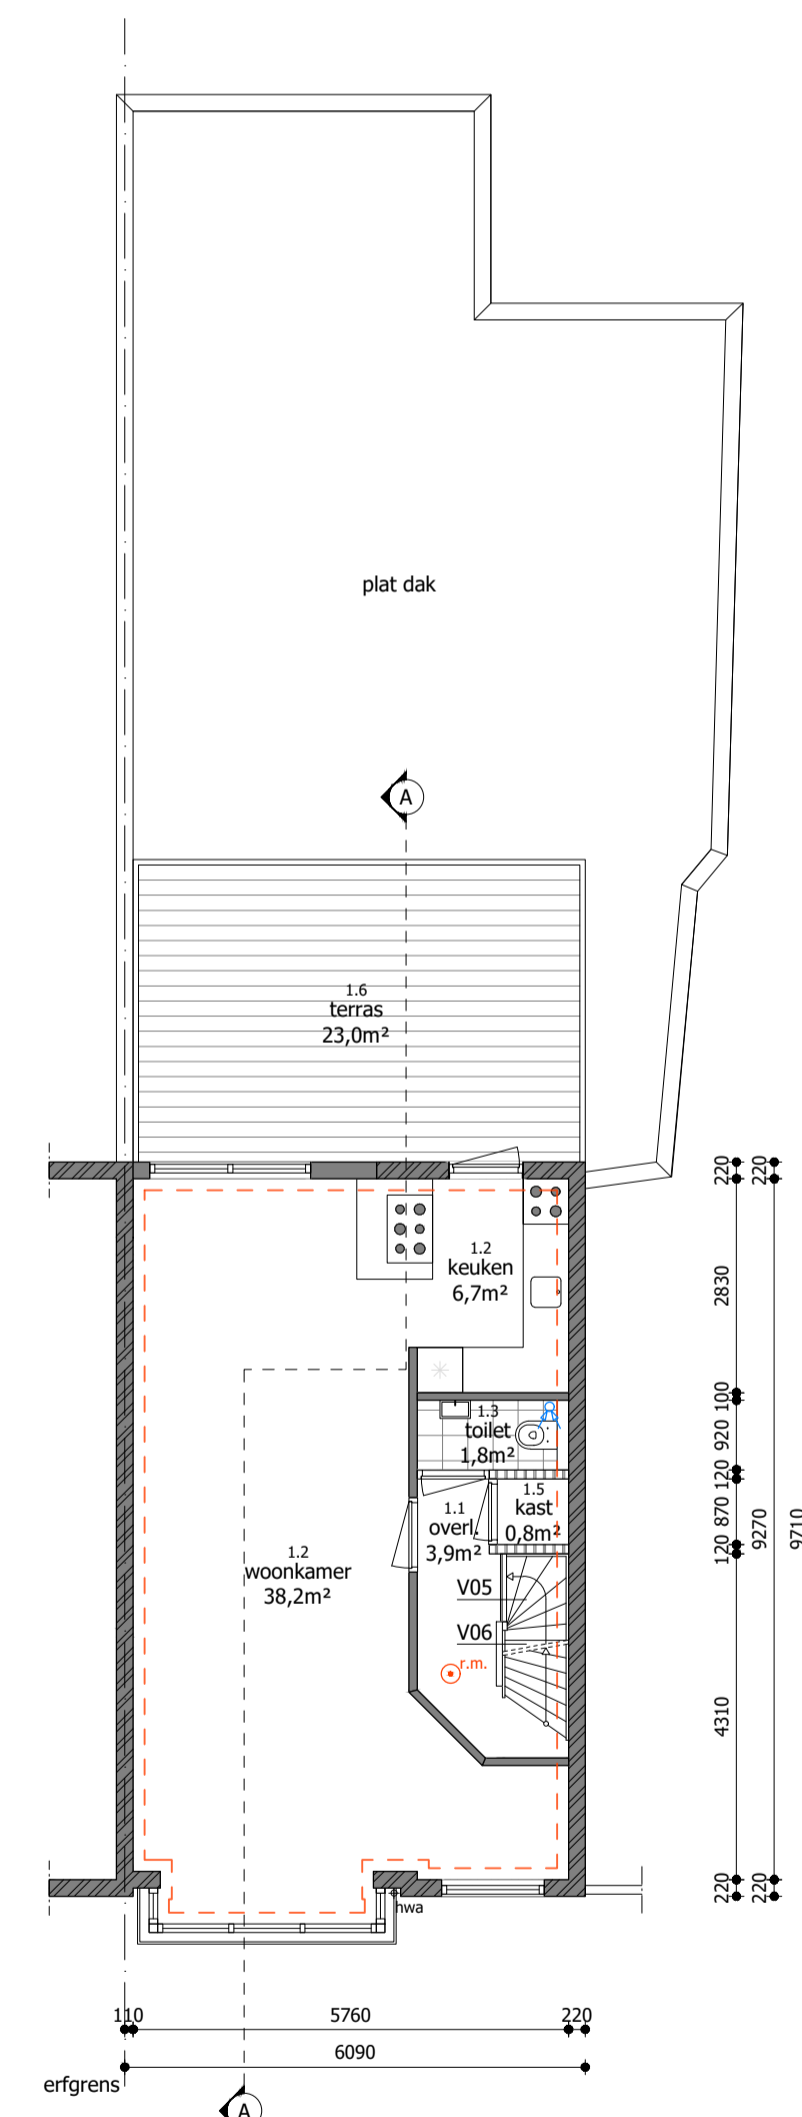 plat dak
A
1.6
terras
23,0m²
220
220
1.2
keuken
6,7m²
2830
100
1.3
toilet
1,8m²
920
120
1.5
kast
0,8m²
1.1
overl.
3,9m²
870
9270
9710
120
1.2
woonkamer
38,2m²
V05
V06
r.m.
4310
220
220
hwa
110
5760
220
6090
erfgrens
A